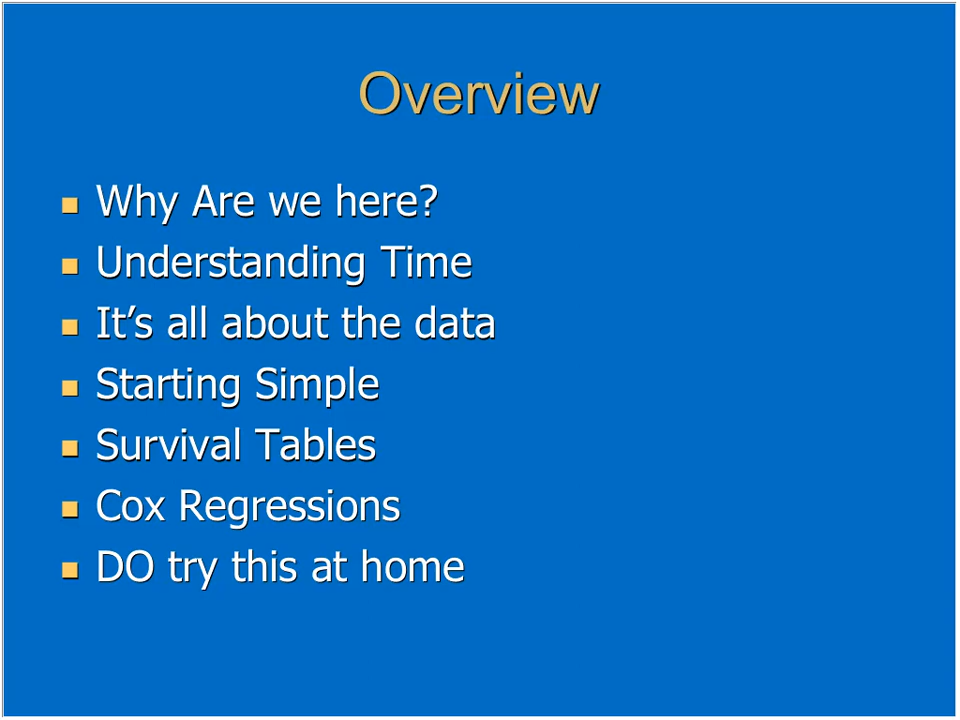 Overview
Why Are we here?
Understanding Time
It’s all about the data
Starting Simple
Survival Tables
Cox Regressions
DO try this at home